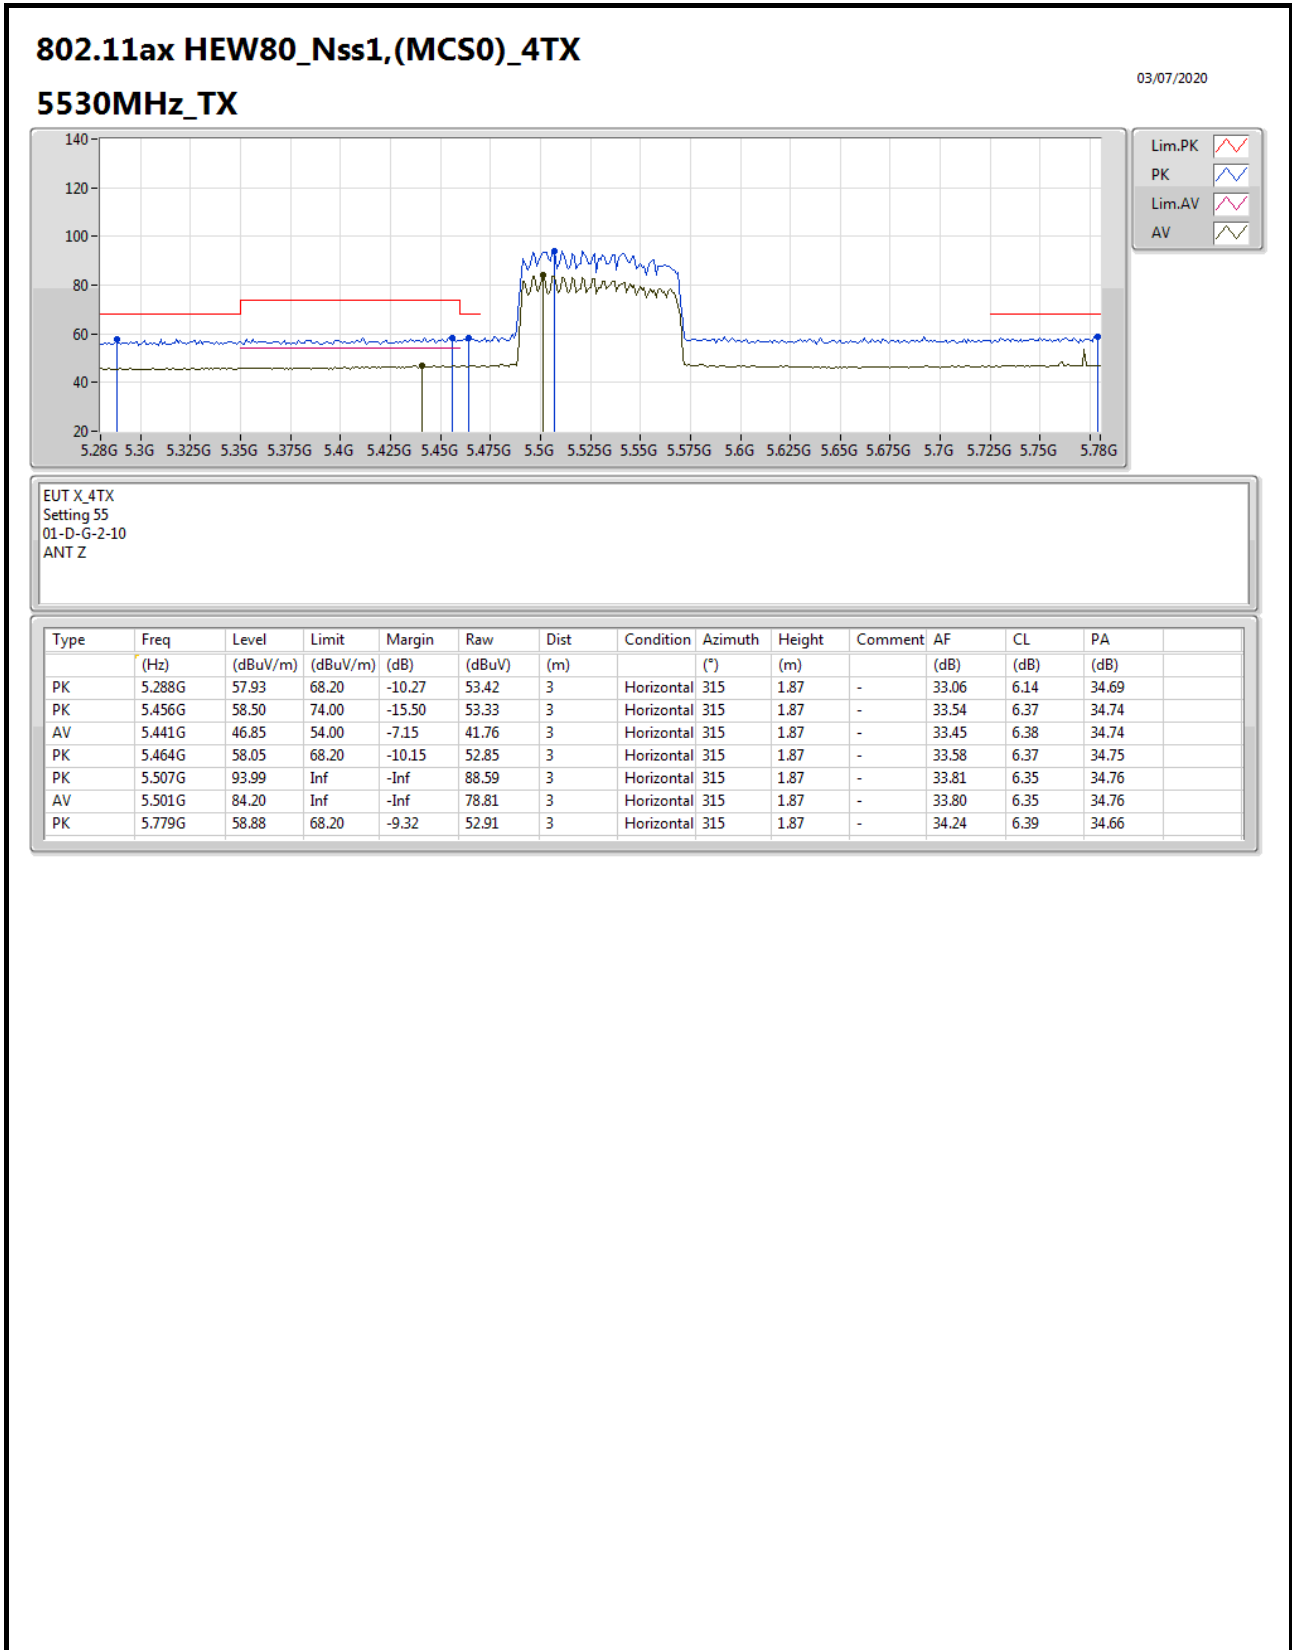 802.11ax HEW80_Nss1,(MCS0)_4TX
03/07/2020
5530MHz_TX
140
120
100
80
60
40
20
5.28G 5.3G 5.325G 5.35G 5.375G 5.4G 5.425G 5.45G 5.475G 5.5G 5.525G 5.55G 5.575G 5.6G 5.625G 5.65G 5.675G 5.7G 5.725G 5.75G 5.78G
Lim.PK
PK
Lim.AV
AV
EUT X_4TX
Setting 55
01-D-G-2-10
ANT Z
Type Freq Level Limit Margin Raw Dist Condition Azimuth Height Comment AF CL PA
(Hz) (dBuV/m) (dBuV/m) (dB) (dBuV) (m) (°) (m) (dB) (dB) (dB)
PK 5.288G 57.93 68.20 -10.27 53.42 3 Horizontal 315 1.87 - 33.06 6.14 34.69
PK 5.456G 58.50 74.00 -15.50 53.33 3 Horizontal 315 1.87 - 33.54 6.37 34.74
AV 5.441G 46.85 54.00 -7.15 41.76 3 Horizontal 315 1.87 - 33.45 6.38 34.74
PK 5.464G 58.05 68.20 -10.15 52.85 3 Horizontal 315 1.87 - 33.58 6.37 34.75
PK 5.507G 93.99 Inf -Inf 88.59 3 Horizontal 315 1.87 - 33.81 6.35 34.76
AV 5.501G 84.20 Inf -Inf 78.81 3 Horizontal 315 1.87 - 33.80 6.35 34.76
PK 5.779G 58.88 68.20 -9.32 52.91 3 Horizontal 315 1.87 - 34.24 6.39 34.66